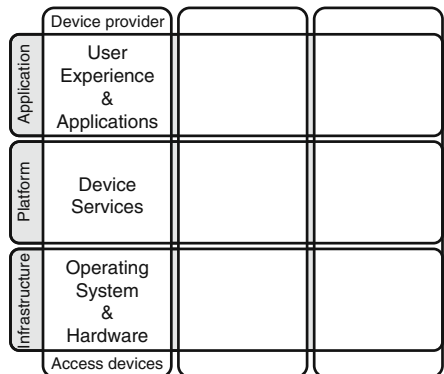 Device provider
Application
User
Experience
&
Applications
Platform
Device
Services
Infrastructure
Operating
System
&
Hardware
Access devices